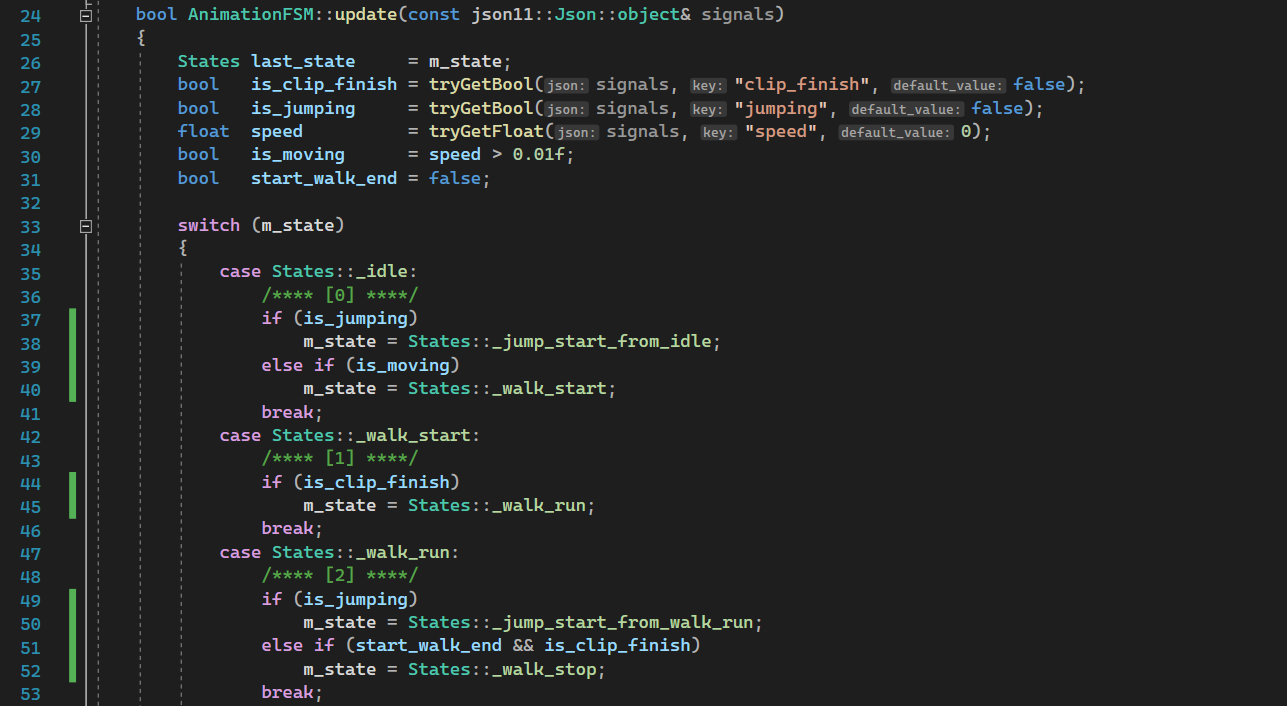 24 bool AnimationFSM::update(const json11::Json::object& signals)
25 {
26 States last_state = m_state;
27 bool is_clip_finish = tryGetBool(json: signals, key: "clip_finish", default_value: false);
28 bool is_jumping = tryGetBool(json: signals, key: "jumping", default_value: false);
29 float speed = tryGetFloat(json: signals, key: "speed", default_value: 0);
30 bool is_moving = speed > 0.01f;
31 bool start_walk_end = false;
32
33 switch (m_state)
34 {
35 case States::_idle:
36 /**** [0] ****/
37 if (is_jumping)
38 m_state = States::_jump_start_from_idle;
39 else if (is_moving)
40 m_state = States::_walk_start;
41 break;
42 case States::_walk_start:
43 /**** [1] ****/
44 if (is_clip_finish)
45 m_state = States::_walk_run;
46 break;
47 case States::_walk_run:
48 /**** [2] ****/
49 if (is_jumping)
50 m_state = States::_jump_start_from_walk_run;
51 else if (start_walk_end && is_clip_finish)
52 m_state = States::_walk_stop;
53 break;